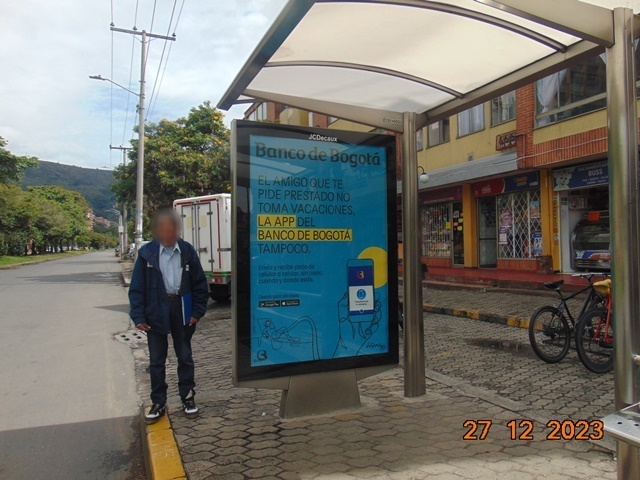 JCDecaux
Banco de Bogotá
EL AMIGO QUE TE
PIDE PRESTADO NO
TOMA VACACIONES,
LA APP DEL
BANCO DE BOGOTÁ
TAMPOCO.
27 12 2023